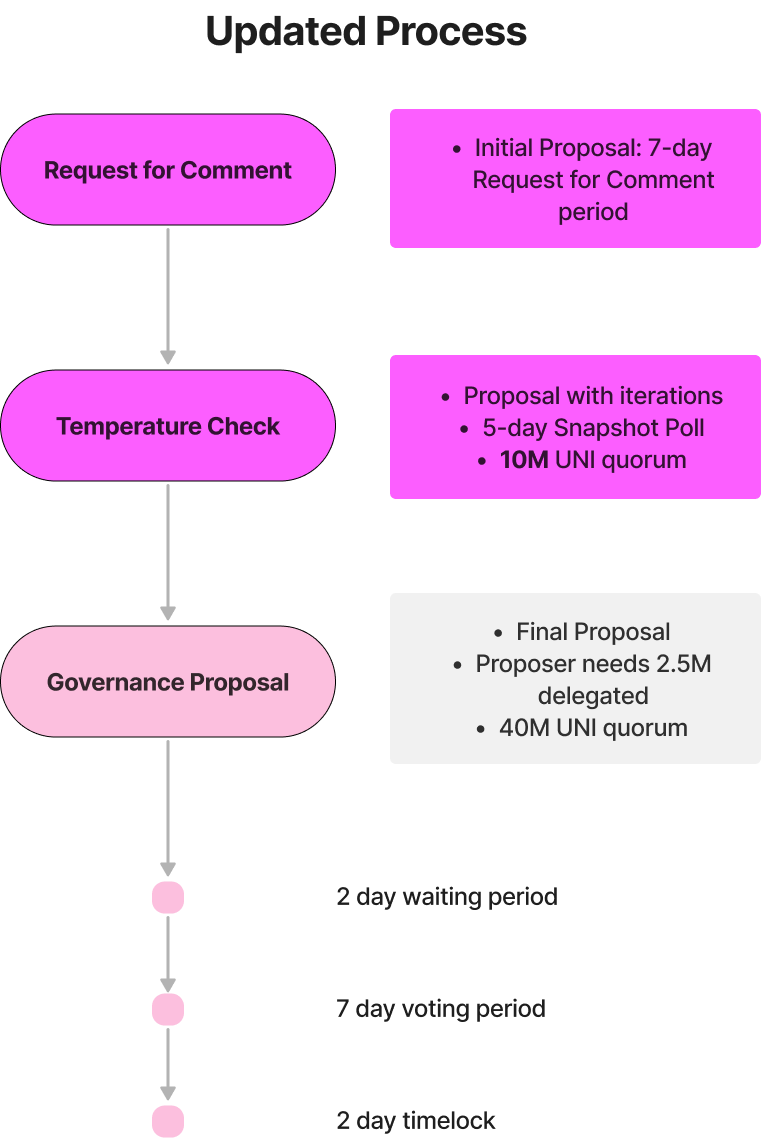 Updated Process
Request for Comment
• Initial Proposal: 7-day
Request for Comment
period
Temperature Check
• Proposal with iterations
• 5-day Snapshot Poll
• 10M UNI quorum
Governance Proposal
• Final Proposal
• Proposer needs 2.5M
delegated
• 40M UNI quorum
2 day waiting period
7 day voting period
2 day timelock